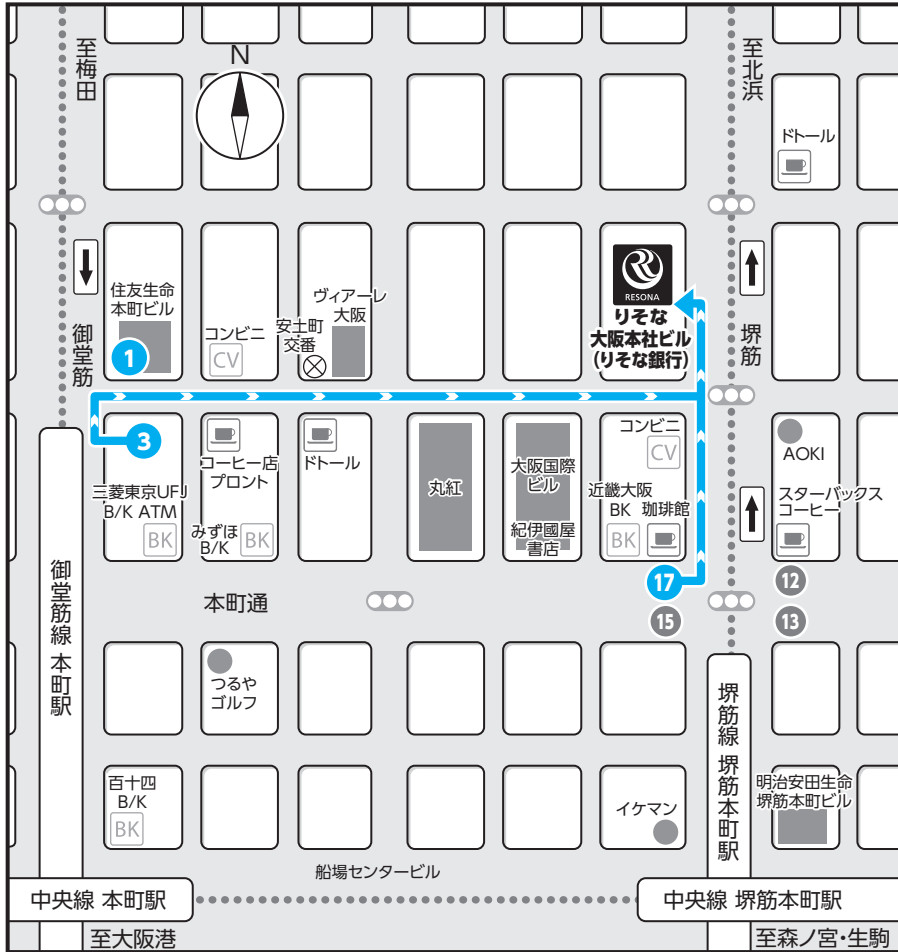 至梅田
N
至北浜
ドトール
住友生命
本町ビル
1
御堂筋
コンビニ
CV
ヴィアーレ
大阪
安土町
交番
RESONA
りそな
大阪本社ビル
(りそな銀行)
堺筋
3
三菱東京UFJ
B/K ATM
BK
コーヒー店
プロント
みずほ
B/K
BK
ドトール
丸紅
大阪国際
ビル
紀伊國屋
書店
コンビニ
CV
近畿大阪
BK
BK
珈琲館
AOKI
スターバックス
コーヒー
17
15
12
13
本町通
御堂筋線 本町駅
つるや
ゴルフ
堺筋線 堺筋本町駅
百十四
B/K
BK
イケマン
明治安田生命
堺筋本町ビル
船場センタービル
中央線 本町駅
中央線 堺筋本町駅
至大阪港
至森ノ宮・生駒